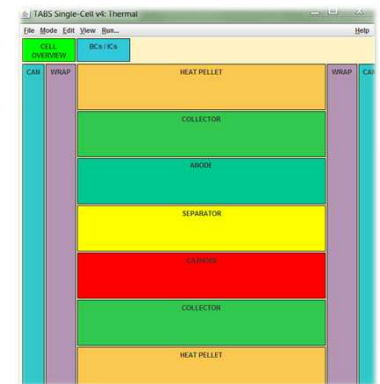 TABS Single-Cell v4: Thermal
File Mode Edit View Run... Help
CELL OVERVIEW
BCs / ICs
CAN WRAP HEAT PELLET WRAP CAN
COLLECTOR
ANODE
SEPARATOR
CATHODE
COLLECTOR
HEAT PELLET